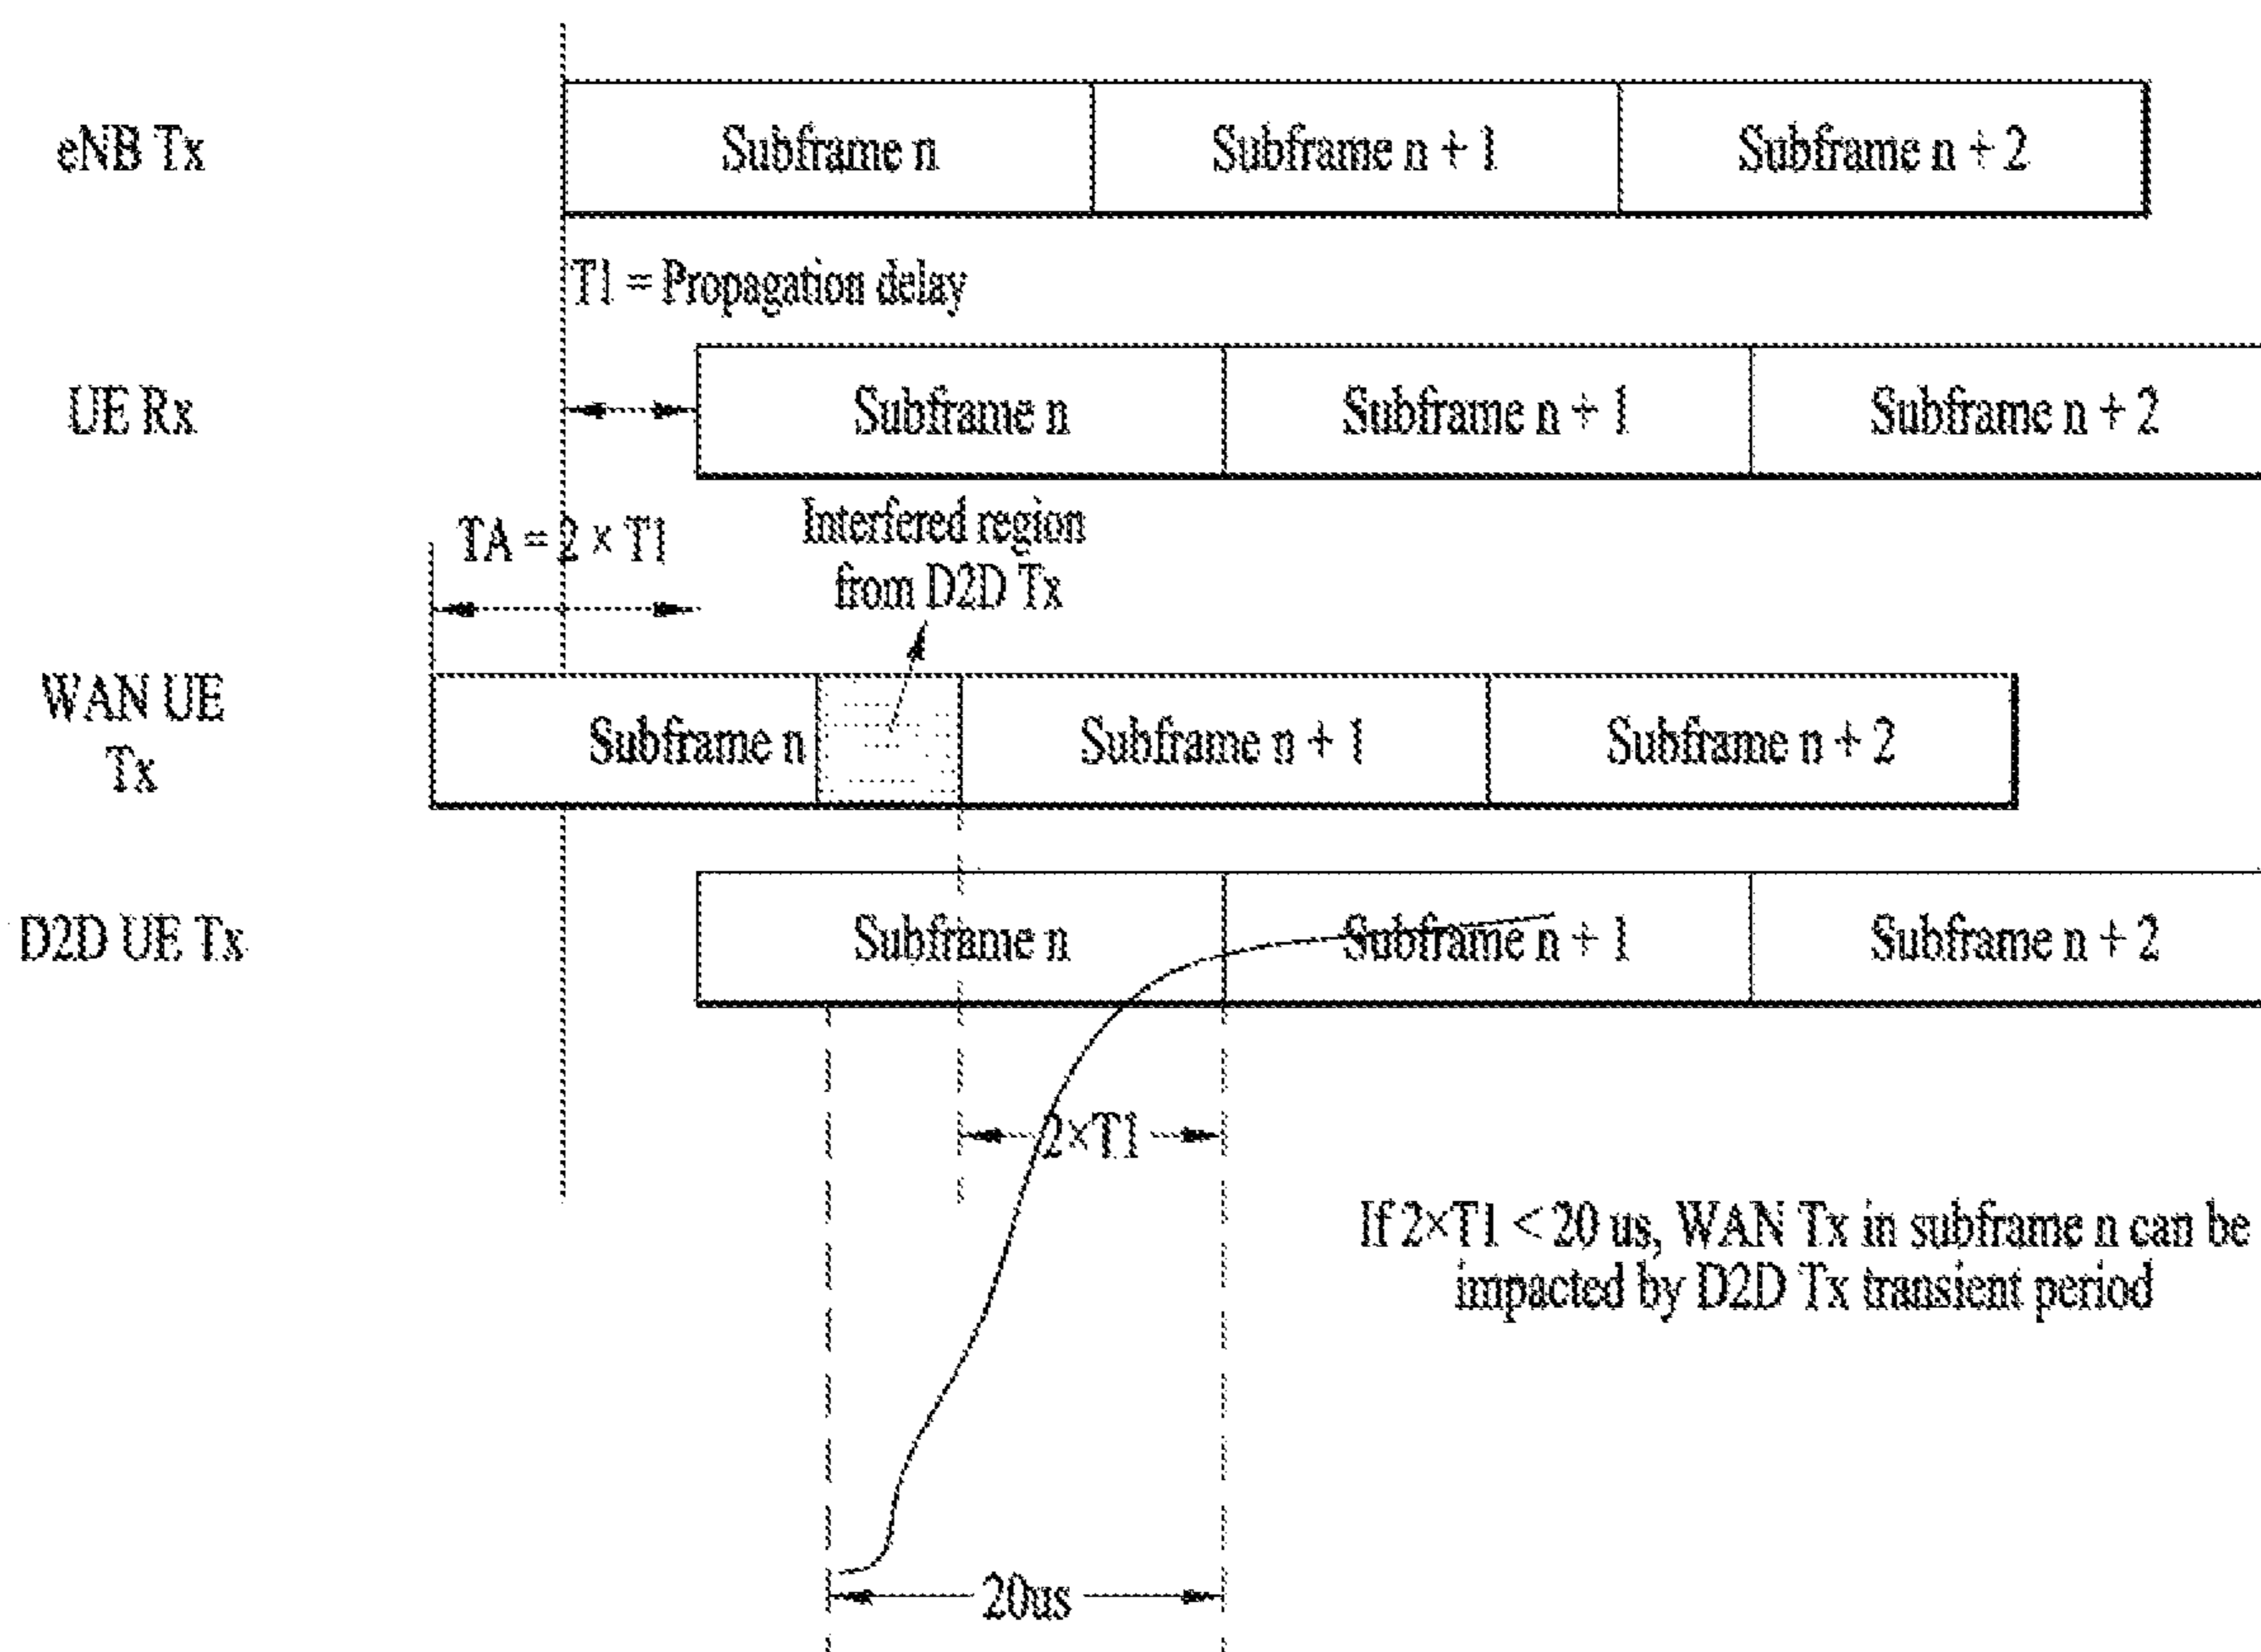 eNB Tx
Subframe n
Subframe n + 1
Subframe n + 2
T1 = Propagation delay
UE Rx
Subframe n
Subframe n + 1
Subframe n + 2
TA = 2 × T1
Interfered region
from D2D Tx
WAN UE
Tx
Subframe n
Subframe n + 1
Subframe n + 2
D2D UE Tx
Subframe n
Subframe n + 1
Subframe n + 2
2×T1
If 2×T1 < 20 us, WAN Tx in subframe n can be
impacted by D2D Tx transient period
20us